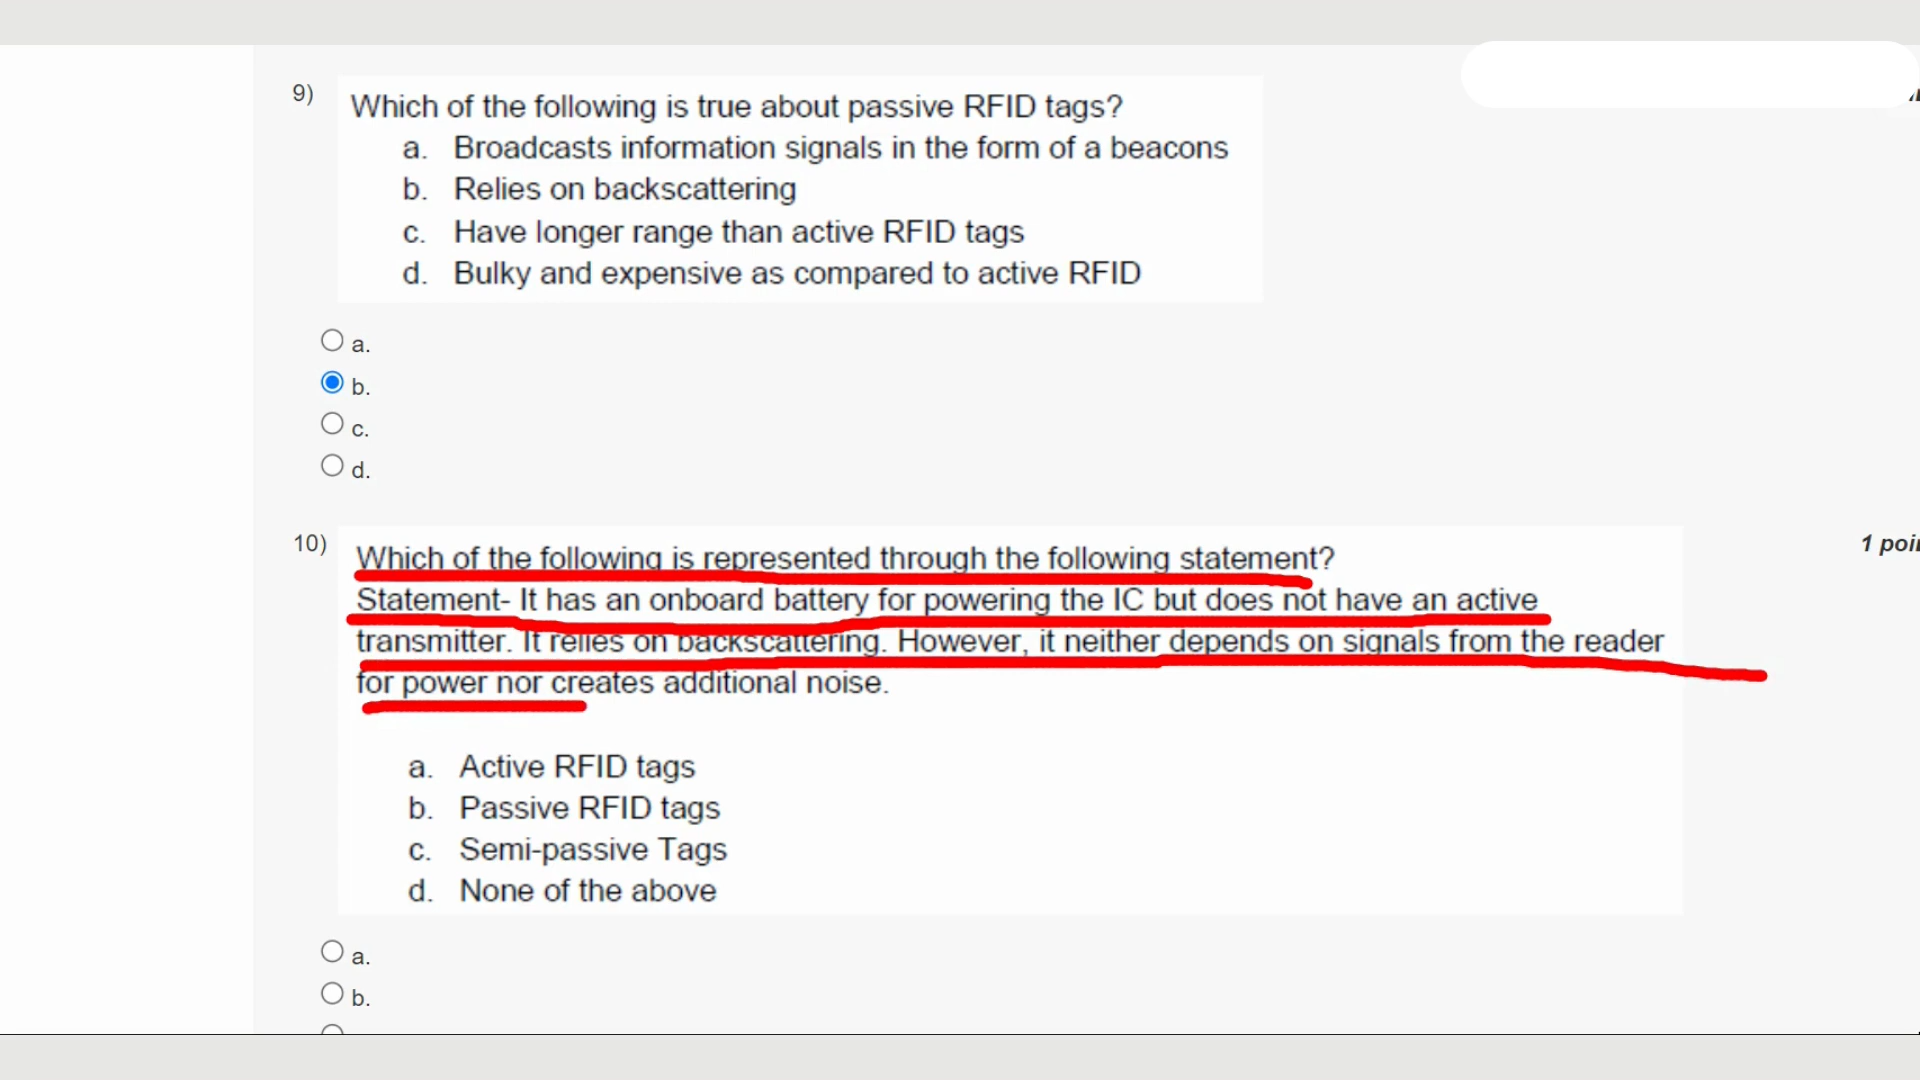 9)
Which of the following is true about passive RFID tags?
a. Broadcasts information signals in the form of a beacons
b. Relies on backscattering
c. Have longer range than active RFID tags
d. Bulky and expensive as compared to active RFID
a.
b.
c.
d.
10)
1 poi
Which of the following is represented through the following statement?
Statement- It has an onboard battery for powering the IC but does not have an active
transmitter. It relies on backscattering. However, it neither depends on signals from the reader
for power nor creates additional noise.
a. Active RFID tags
b. Passive RFID tags
c. Semi-passive Tags
d. None of the above
a.
b.